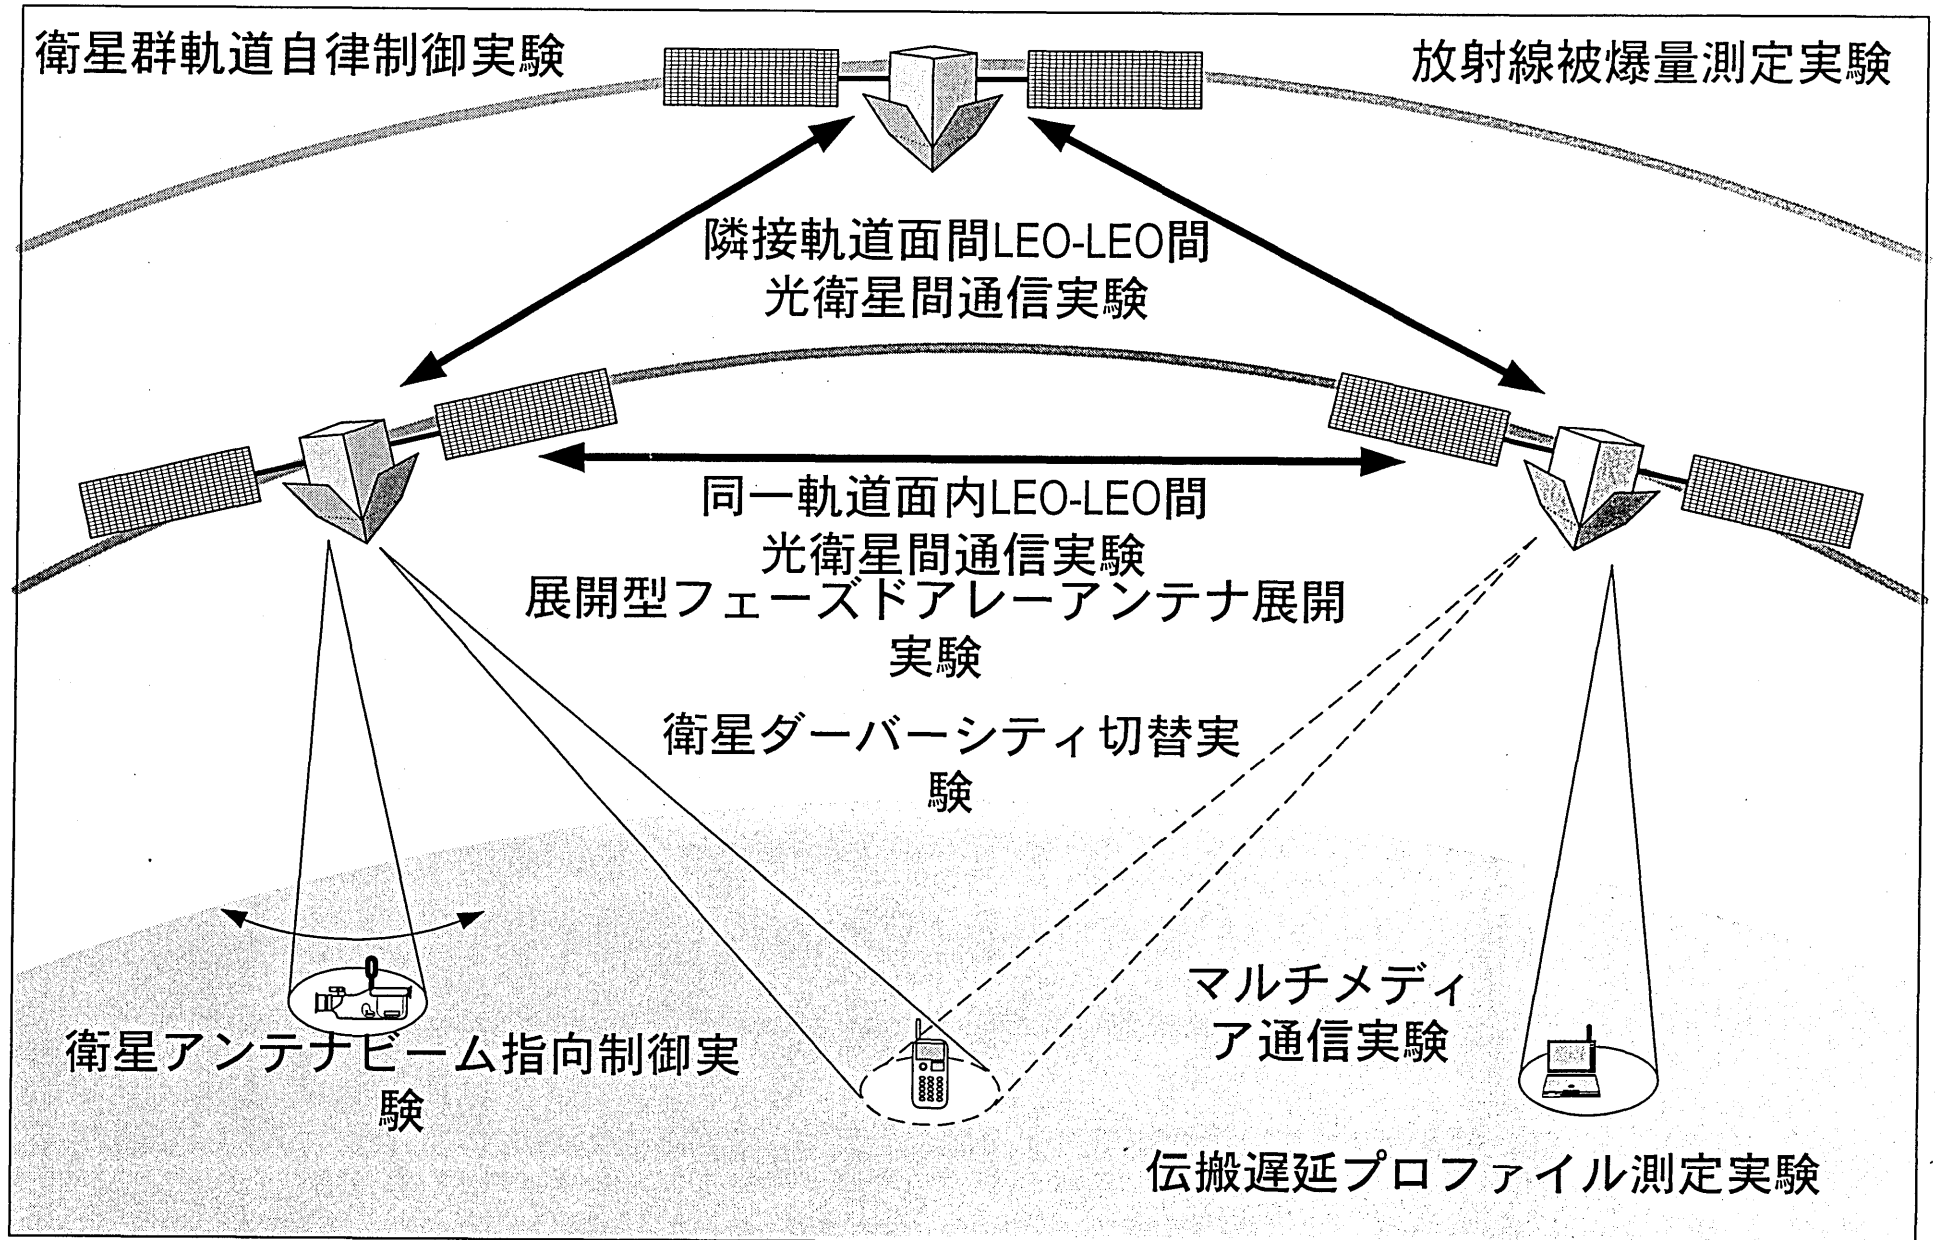 衛星群軌道自律制御実験
放射線被爆量測定実験
隣接軌道面間LEO-LEO間
光衛星間通信実験
同一軌道面内LEO-LEO間
光衛星間通信実験
展開型フェーズドアレーアンテナ展開
実験
衛星ダーバーシティ切替実
験
マルチメディ
ア通信実験
衛星アンテナビーム指向制御実
験
伝搬遅延プロファイル測定実験